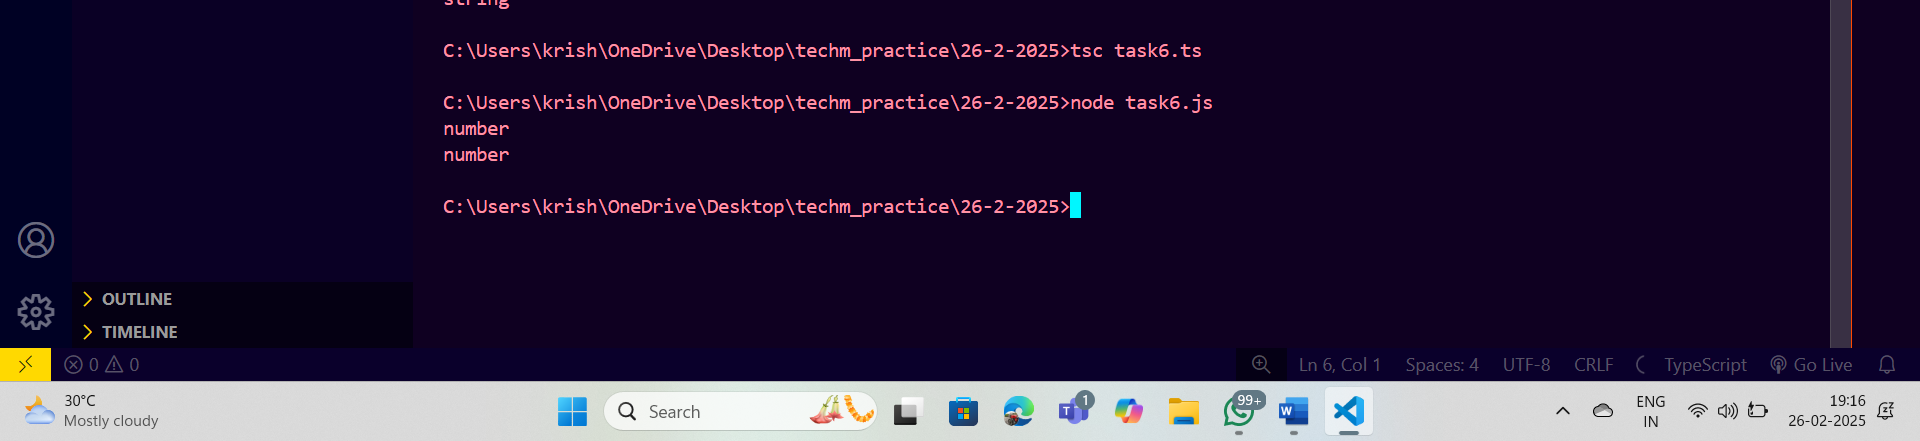 string
C:\Users\krish\OneDrive\Desktop\techm_practice\26-2-2025>tsc task6.ts
C:\Users\krish\OneDrive\Desktop\techm_practice\26-2-2025>node task6.js
number
number
C:\Users\krish\OneDrive\Desktop\techm_practice\26-2-2025>
OUTLINE
TIMELINE
0 0 Ln 6, Col 1 Spaces: 4 UTF-8 CRLF TypeScript Go Live
30°C
Mostly cloudy
Search
1
99+
ENG
IN
19:16
26-02-2025